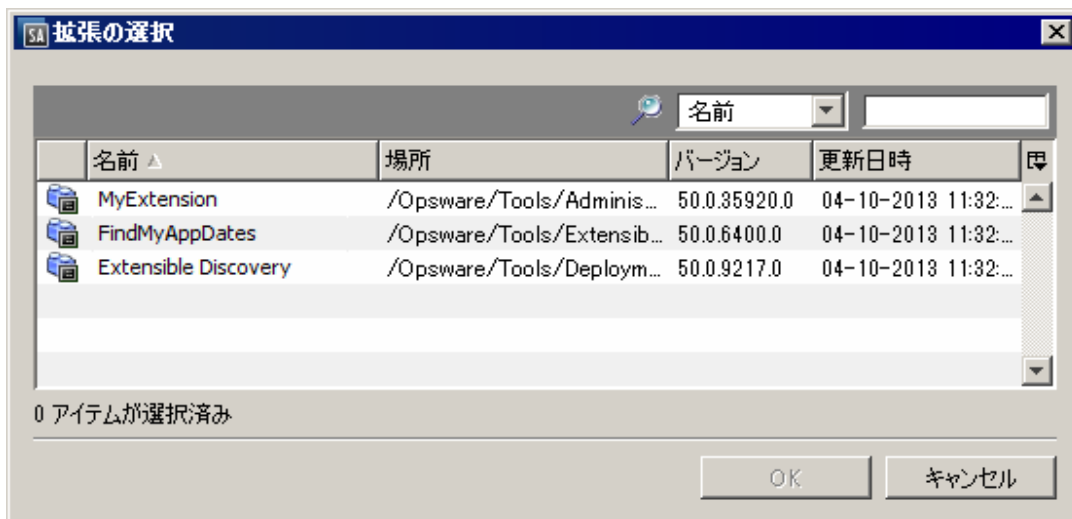 SA 拡張の選択
名前
名前 場所 バージョン 更新日時
MyExtension /Opsware/Tools/Adminis... 50.0.35920.0 04-10-2013 11:32:...
FindMyAppDates /Opsware/Tools/Extensib... 50.0.6400.0 04-10-2013 11:32:...
Extensible Discovery /Opsware/Tools/Deploym... 50.0.9217.0 04-10-2013 11:32:...
0 アイテムが選択済み
OK キャンセル